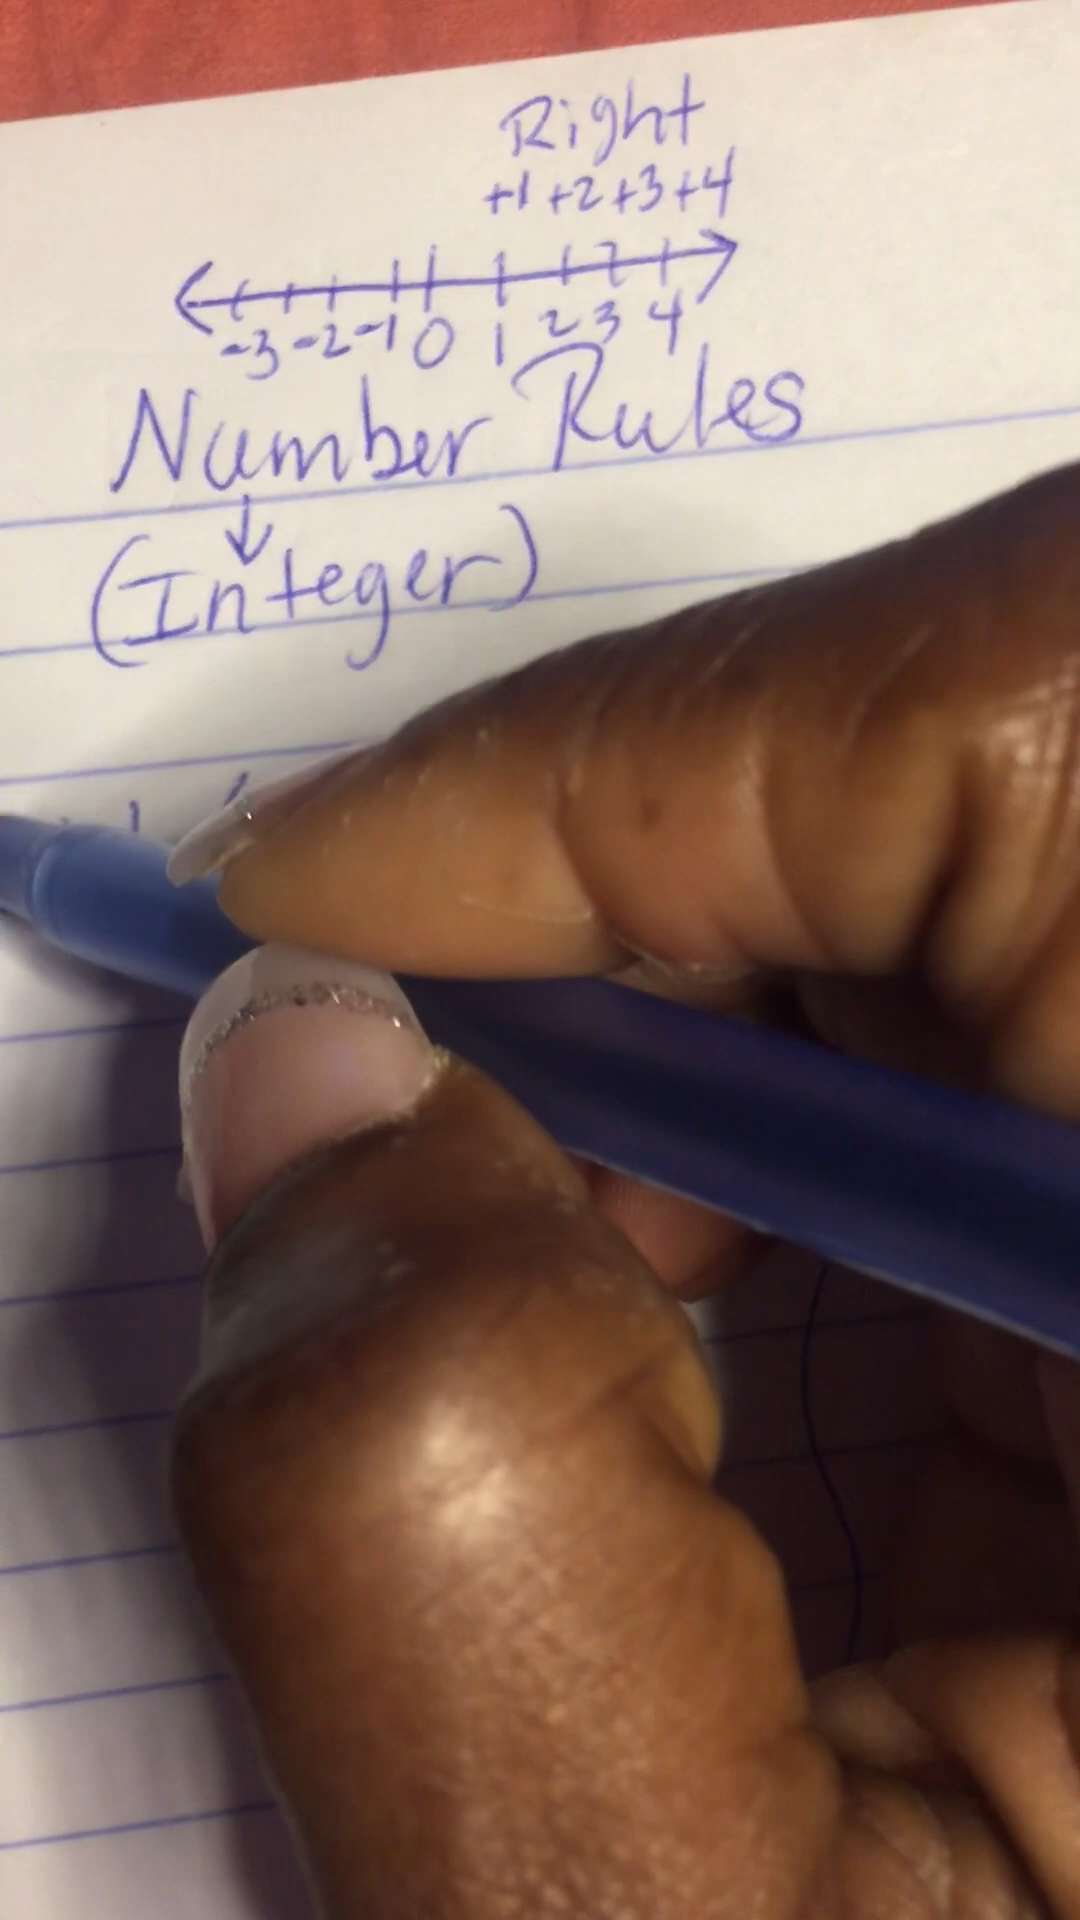 Right
+1 +2 +3 +4
-3 -2 -1 0 1 2 3 4
Number Rules
(Integer)